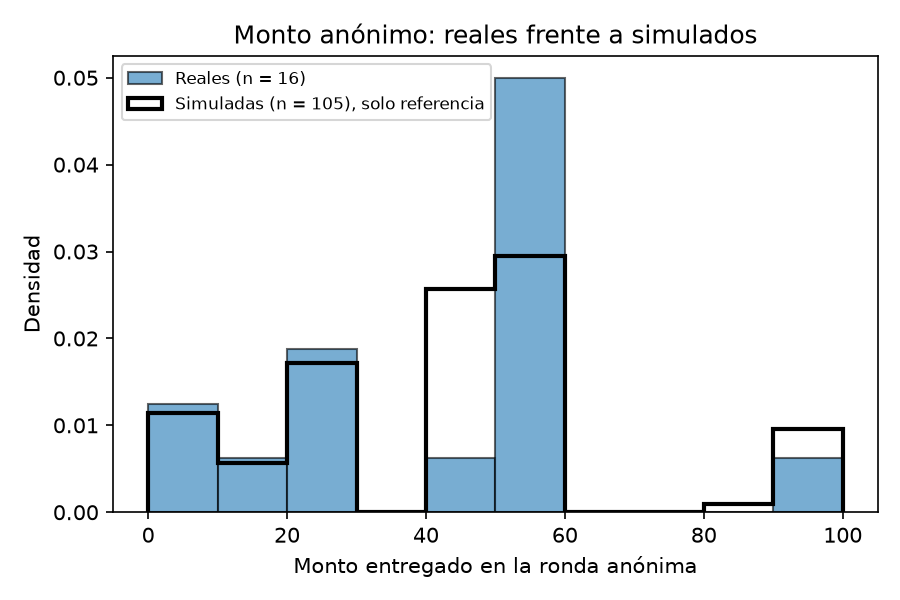 Monto anónimo: reales frente a simulados
Reales (n = 16)
Simuladas (n = 105), solo referencia
Densidad
0.05
0.04
0.03
0.02
0.01
0.00
0 20 40 60 80 100
Monto entregado en la ronda anónima